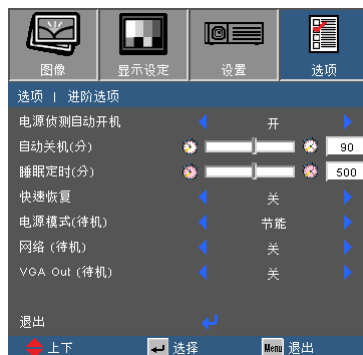 图像 显示设定 设置 选项
选项 | 进阶选项
电源侦测自动开机 开
自动关机(分) 90
睡眠定时(分) 500
快速恢复 关
电源模式(待机) 节能
网络 (待机) 关
VGA Out (待机) 关
退出
上下 选择 Menu 退出